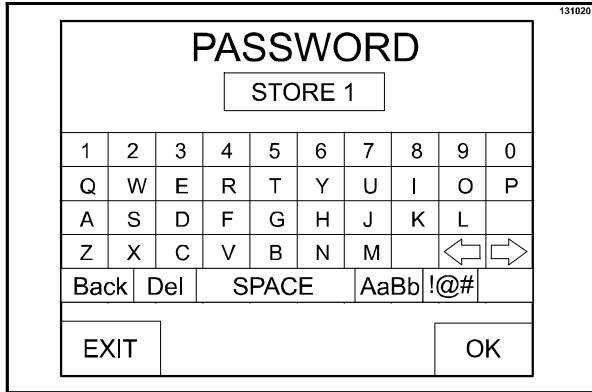 131020
PASSWORD
STORE 1
1 2 3 4 5 6 7 8 9 0
Q W E R T Y U I O P
A S D F G H J K L
Z X C V B N M
Back Del SPACE AaBb !@#
EXIT OK